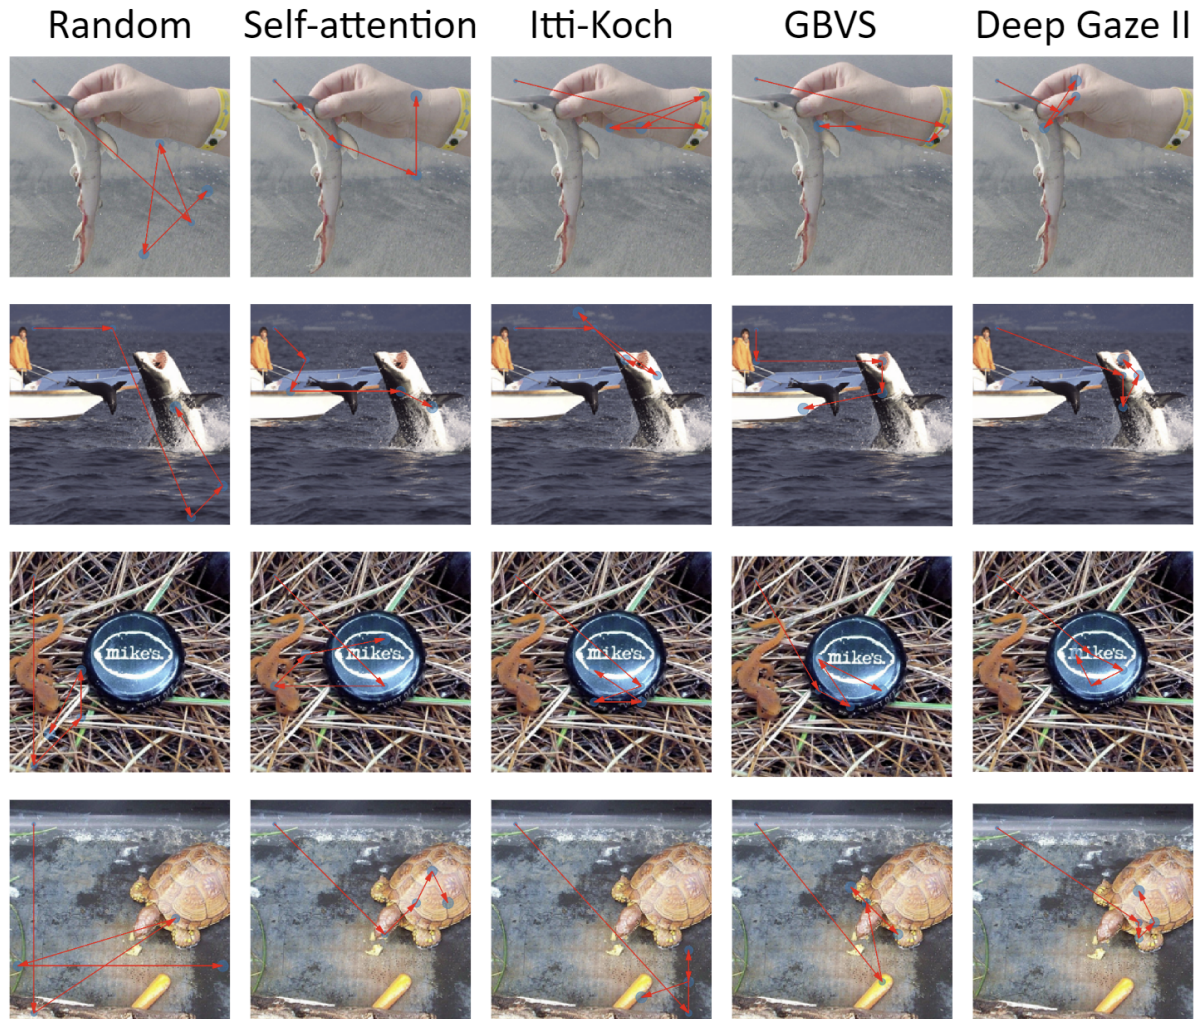 Random Self-attention Itti-Koch GBVS Deep Gaze II
mike's. mike's. mike's. mike's. mike's.